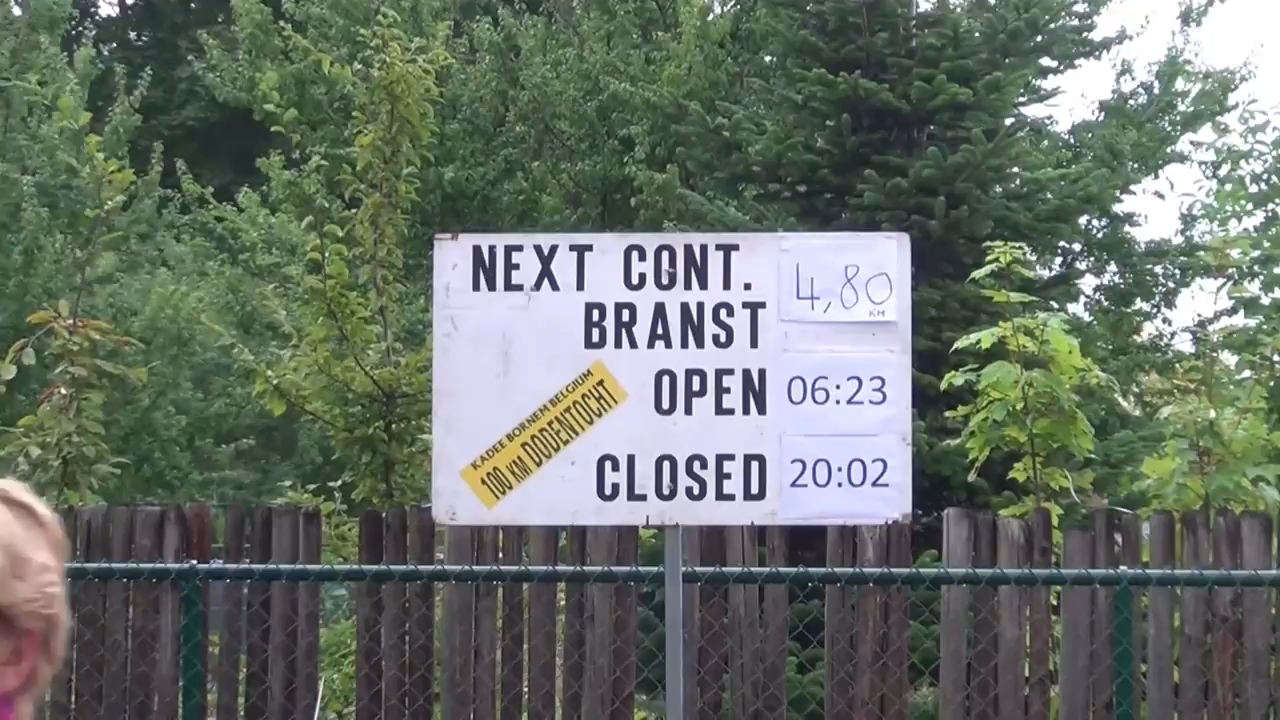 NEXT CONT. 4,80 KM
BRANST
OPEN 06:23
CLOSED 20:02
KADEE BORNEM BELGIUM
100 KM DODENTOCHT